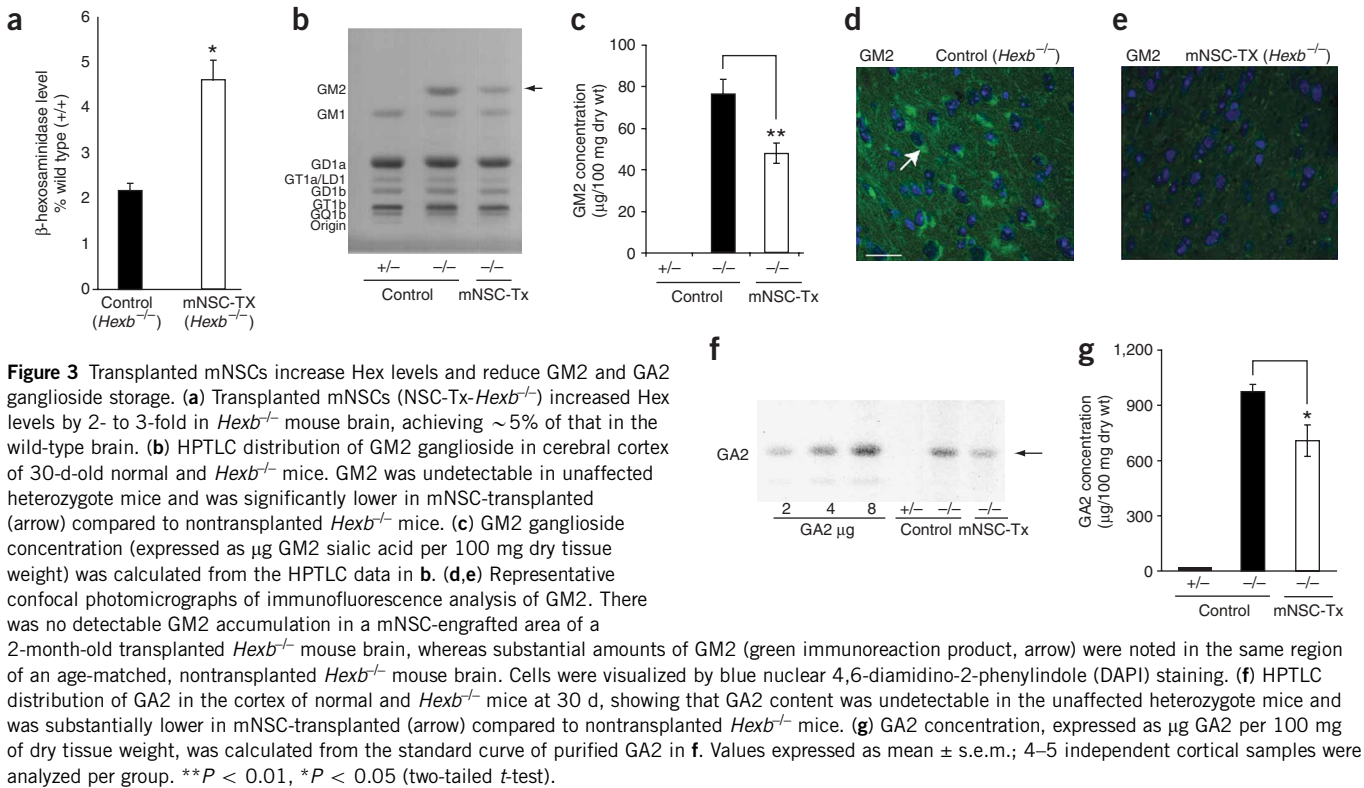 a
6
5
4
3
2
1
0
β-hexosaminidase level
% wild type (+/+)
*
Control
(Hexb–/–)
mNSC-TX
(Hexb–/–)
b
GM2
GM1
GD1a
GT1a/LD1
GD1b
GT1b
GQ1b
Origin
+/– –/– –/–
Control mNSC-Tx
c
GM2 concentration
(μg/100 mg dry wt)
100
80
60
40
20
0
**
+/– –/– –/–
Control mNSC-Tx
d
GM2 Control (Hexb–/–)
e
GM2 mNSC-TX (Hexb–/–)
f
GA2
2 4 8 +/– –/– –/–
GA2 μg Control mNSC-Tx
g
GA2 concentration
(μg/100 mg dry wt)
1,200
900
600
300
0
*
+/– –/– –/–
Control mNSC-Tx
Figure 3 Transplanted mNSCs increase Hex levels and reduce GM2 and GA2
ganglioside storage. (a) Transplanted mNSCs (NSC-Tx-Hexb–/–) increased Hex
levels by 2- to 3-fold in Hexb–/– mouse brain, achieving ~5% of that in the
wild-type brain. (b) HPTLC distribution of GM2 ganglioside in cerebral cortex
of 30-d-old normal and Hexb–/– mice. GM2 was undetectable in unaffected
heterozygote mice and was significantly lower in mNSC-transplanted
(arrow) compared to nontransplanted Hexb–/– mice. (c) GM2 ganglioside
concentration (expressed as μg GM2 sialic acid per 100 mg dry tissue
weight) was calculated from the HPTLC data in b. (d,e) Representative
confocal photomicrographs of immunofluorescence analysis of GM2. There
was no detectable GM2 accumulation in a mNSC-engrafted area of a
2-month-old transplanted Hexb–/– mouse brain, whereas substantial amounts of GM2 (green immunoreaction product, arrow) were noted in the same region
of an age-matched, nontransplanted Hexb–/– mouse brain. Cells were visualized by blue nuclear 4,6-diamidino-2-phenylindole (DAPI) staining. (f) HPTLC
distribution of GA2 in the cortex of normal and Hexb–/– mice at 30 d, showing that GA2 content was undetectable in the unaffected heterozygote mice and
was substantially lower in mNSC-transplanted (arrow) compared to nontransplanted Hexb–/– mice. (g) GA2 concentration, expressed as μg GA2 per 100 mg
of dry tissue weight, was calculated from the standard curve of purified GA2 in f. Values expressed as mean ± s.e.m.; 4–5 independent cortical samples were
analyzed per group. **P < 0.01, *P < 0.05 (two-tailed t-test).